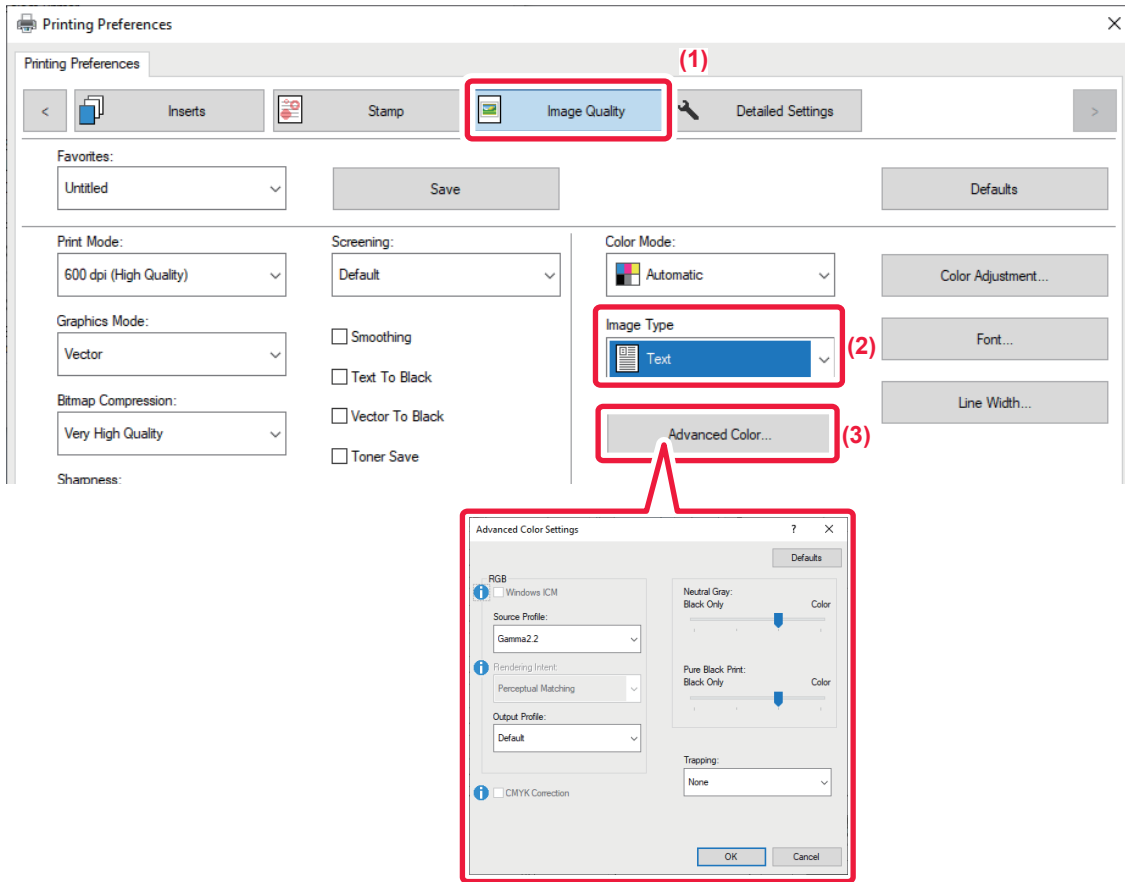 Printing Preferences
Printing Preferences
(1)
< Inserts Stamp Image Quality Detailed Settings >
Favorites:
Untitled Save Defaults
Print Mode: Screening: Color Mode:
600 dpi (High Quality) Default Automatic Color Adjustment...
Graphics Mode: Image Type
Vector Smoothing Text (2) Font...
Text To Black
Bitmap Compression: Line Width...
Very High Quality Vector To Black Advanced Color... (3)
Toner Save
Sharpness:
Advanced Color Settings ?
Defaults
RGB
Windows ICM
Source Profile:
Gamma2.2
Rendering Intent:
Perceptual Matching
Output Profile:
Default
CMYK Correction
Neutral Gray:
Black Only Color
Pure Black Print:
Black Only Color
Trapping:
None
OK Cancel